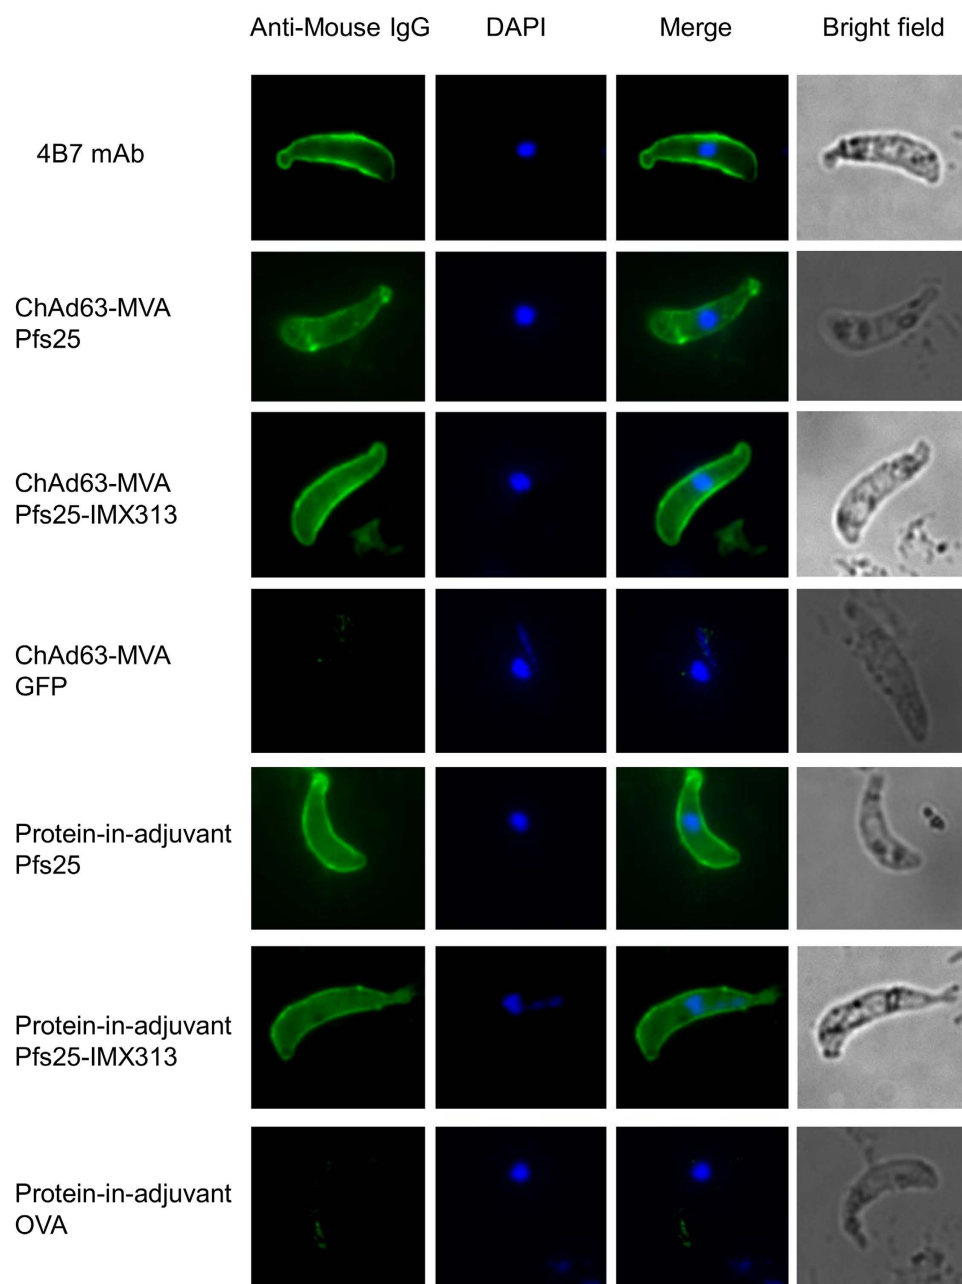 Anti-Mouse IgG DAPI Merge Bright field
4B7 mAb
ChAd63-MVA
Pfs25
ChAd63-MVA
Pfs25-IMX313
ChAd63-MVA
GFP
Protein-in-adjuvant
Pfs25
Protein-in-adjuvant
Pfs25-IMX313
Protein-in-adjuvant
OVA